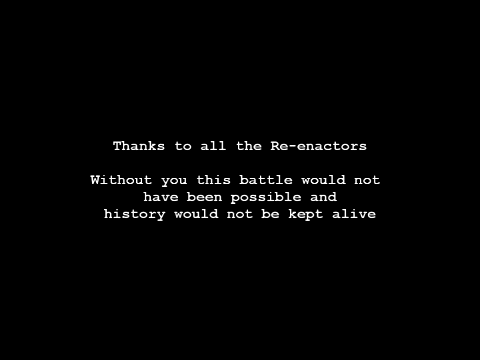 Thanks to all the Re-enactors
Without you this battle would not
have been possible and
history would not be kept alive